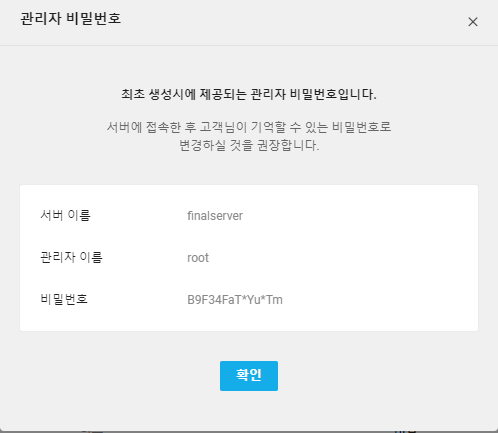 관리자 비밀번호
최초 생성시에 제공되는 관리자 비밀번호입니다.
서버에 접속한 후 고객님이 기억할 수 있는 비밀번호로
변경하실 것을 권장합니다.
서버 이름 finalserver
관리자 이름 root
비밀번호 B9F34FaT*Yu*Tm
확인